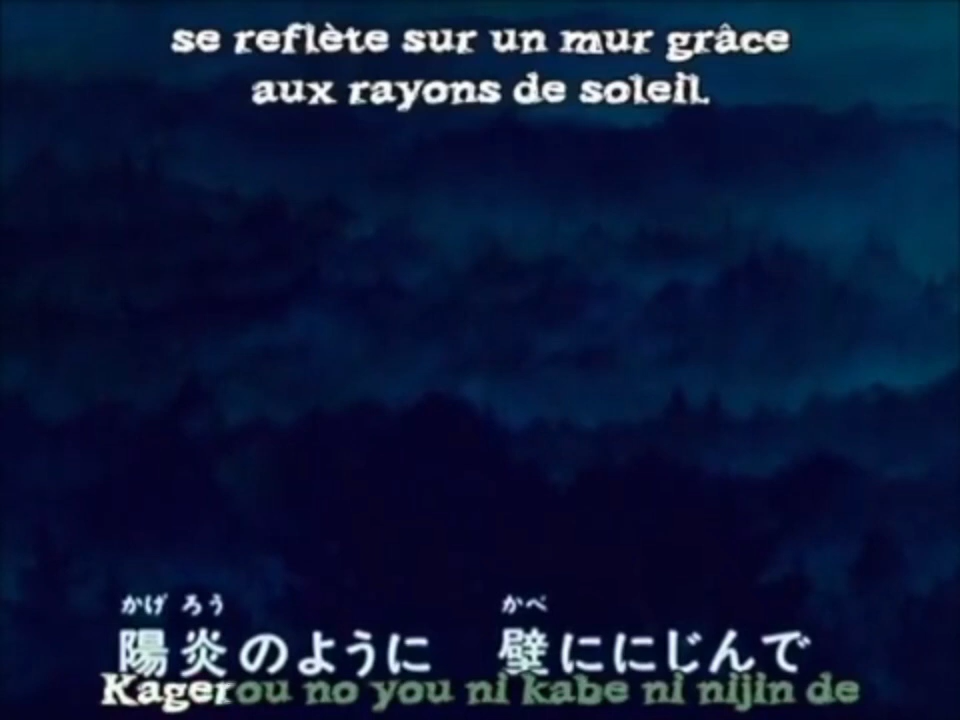 se reflète sur un mur grâce
aux rayons de soleil.
かげ ろう かべ
陽炎のように 壁ににじんで
Kagerou no you ni kabe ni nijin de